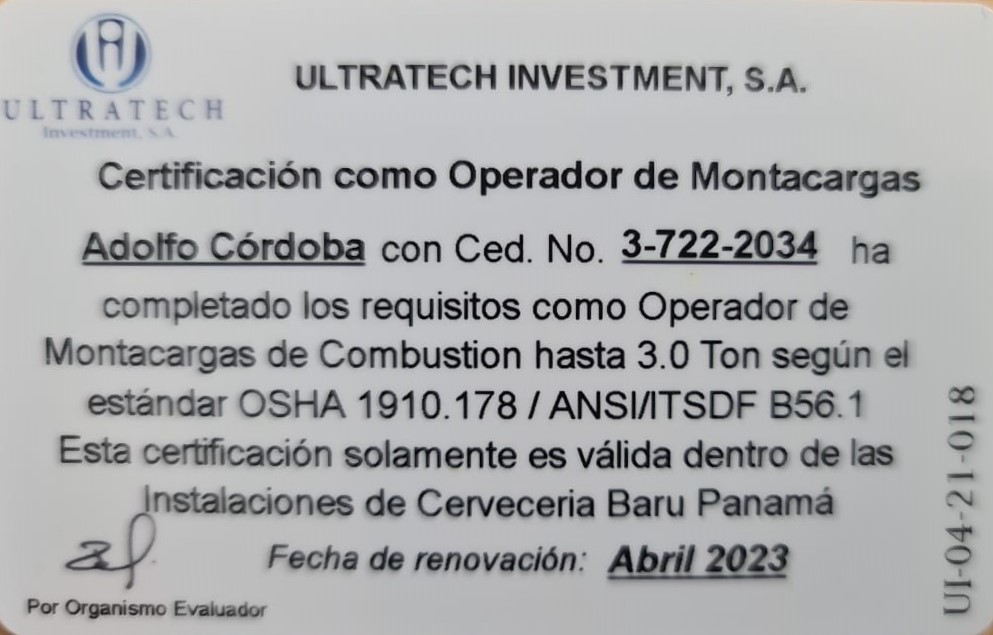 ULTRATECH
Investment, S.A.
ULTRATECH INVESTMENT, S.A.
Certificación como Operador de Montacargas
Adolfo Córdoba con Ced. No. 3-722-2034 ha
completado los requisitos como Operador de
Montacargas de Combustion hasta 3.0 Ton según el
estándar OSHA 1910.178 / ANSI/ITSDF B56.1
Esta certificación solamente es válida dentro de las
Instalaciones de Cerveceria Baru Panamá
Fecha de renovación: Abril 2023
Por Organismo Evaluador
UI-04-21-018